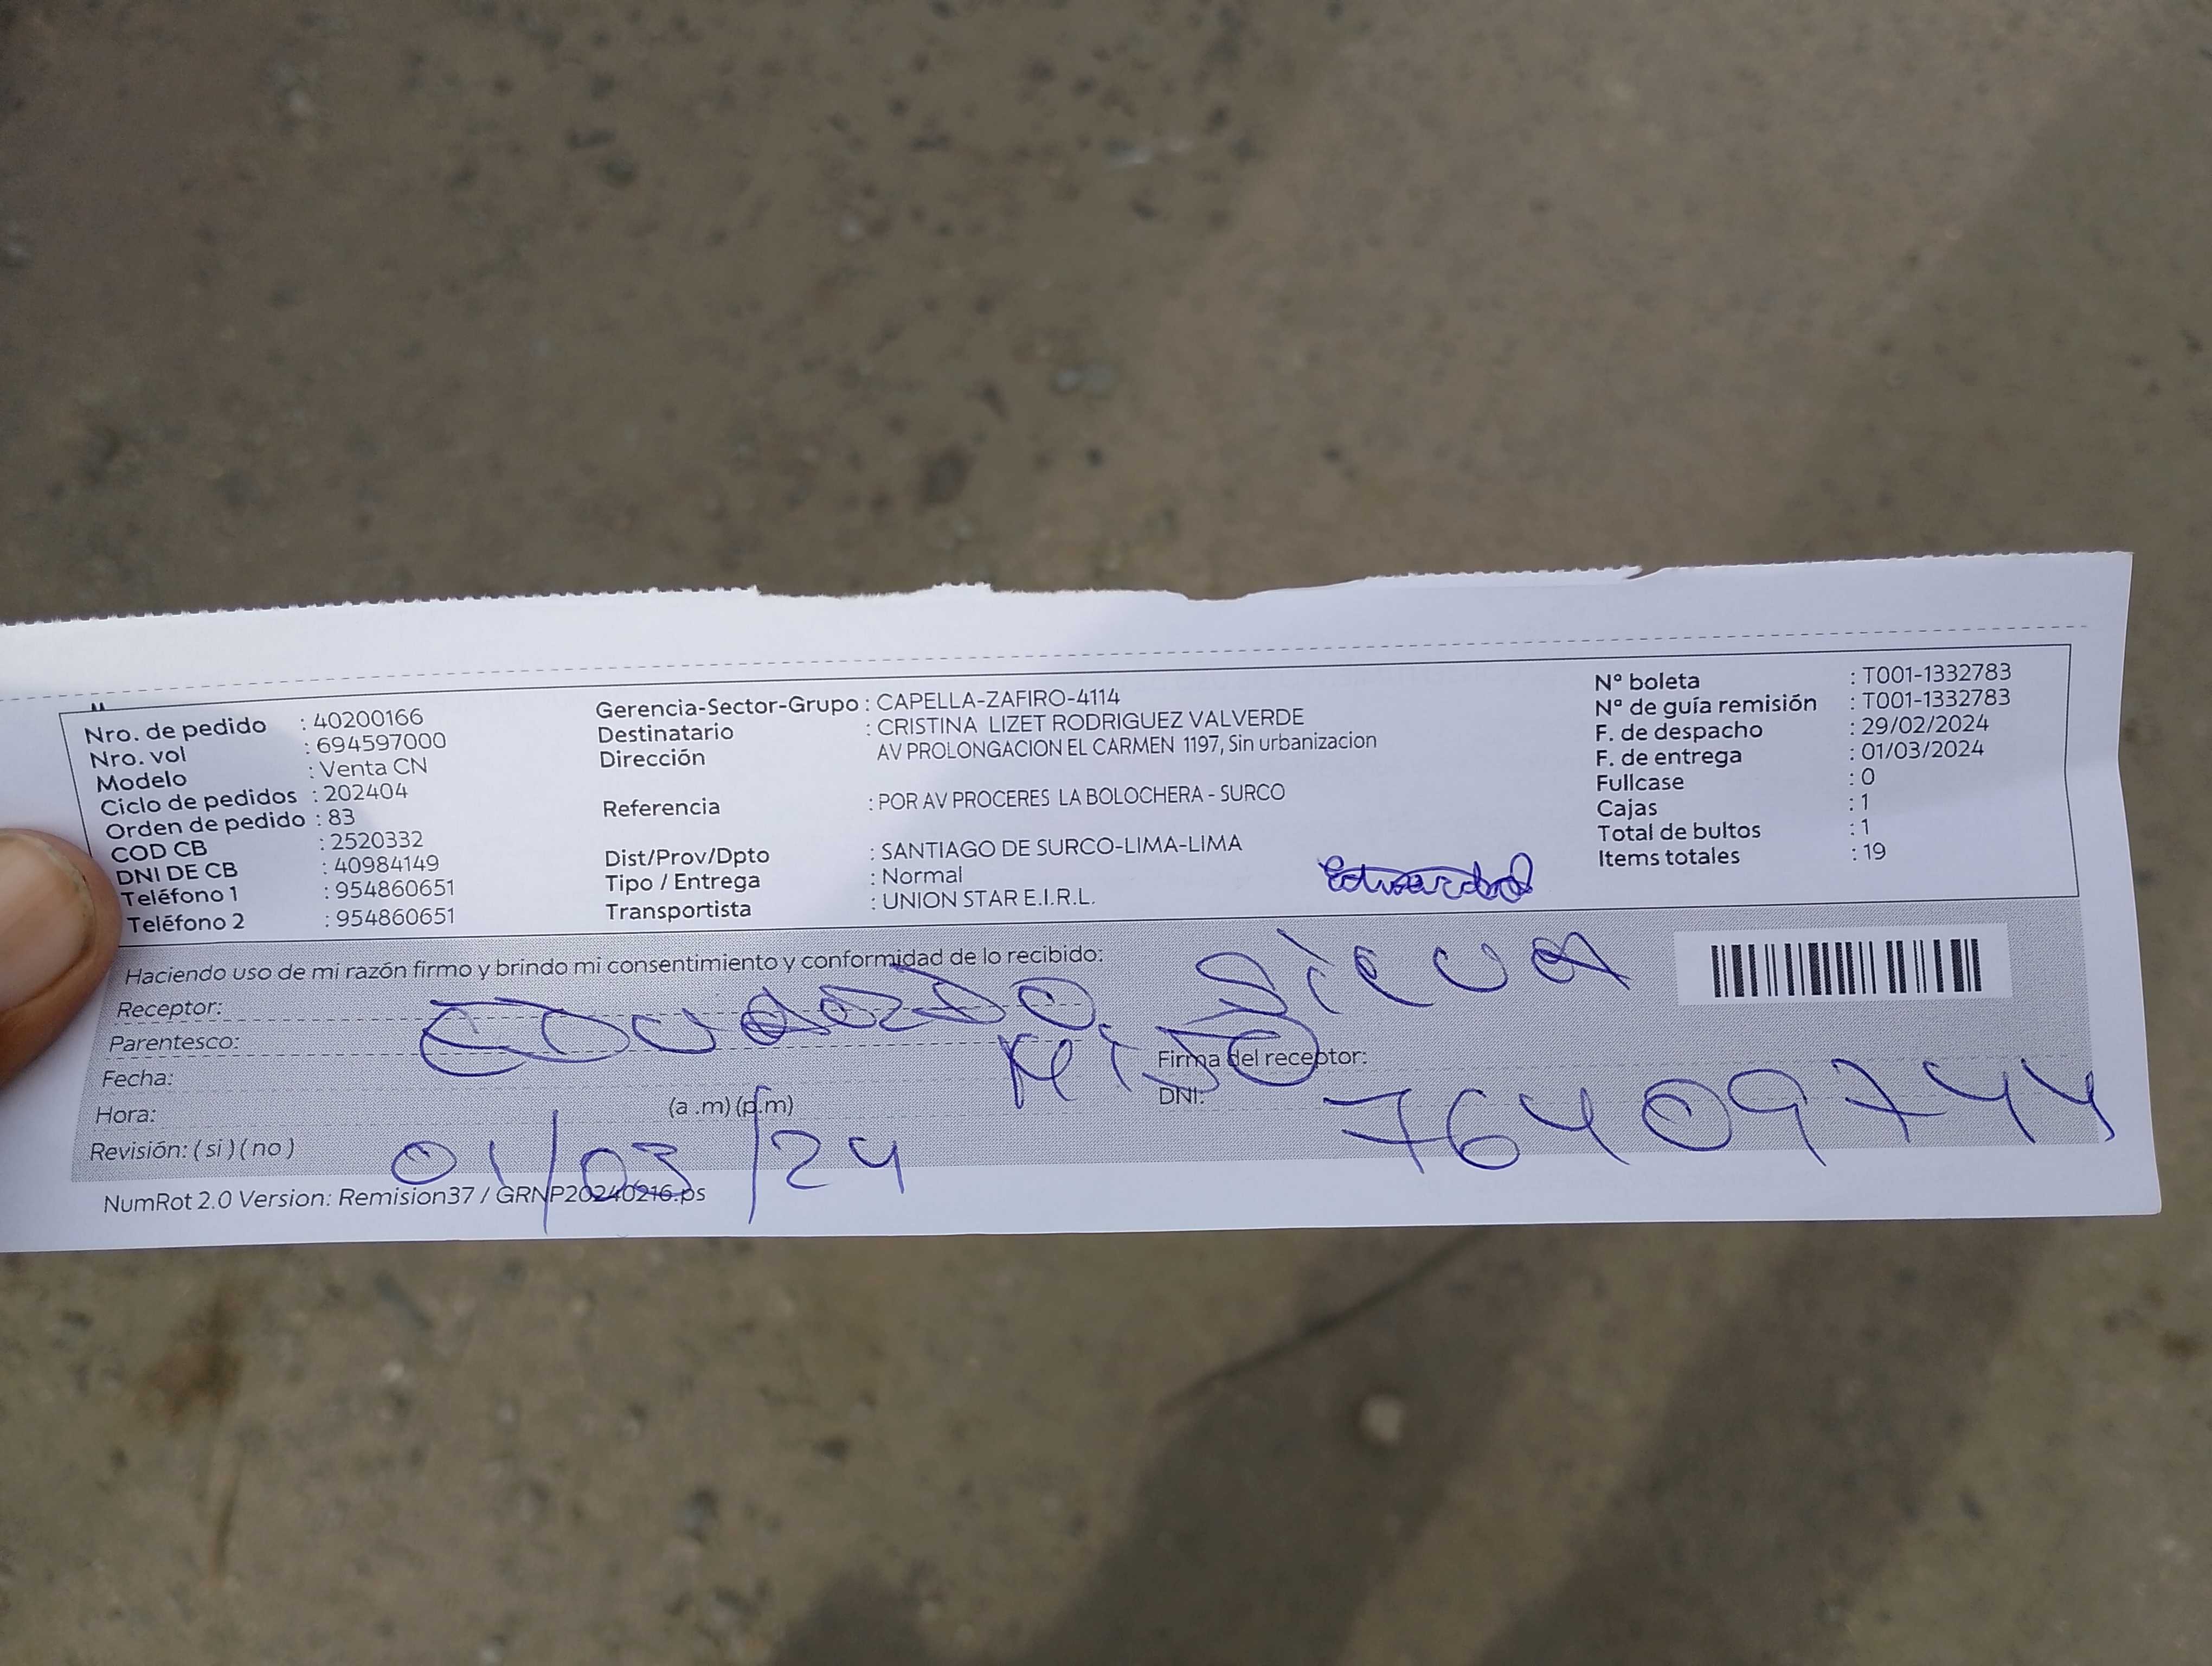 Nro. de pedido : 40200166
Nro. vol : 694597000
Modelo : Venta CN
Ciclo de pedidos : 202404
Orden de pedido : 83
COD CB : 2520332
DNI DE CB : 40984149
Teléfono 1 : 954860651
Teléfono 2 : 954860651
Gerencia-Sector-Grupo : CAPELLA-ZAFIRO-4114
Destinatario : CRISTINA LIZET RODRIGUEZ VALVERDE
Dirección AV PROLONGACION EL CARMEN 1197, Sin urbanizacion
Referencia : POR AV PROCERES LA BOLOCHERA - SURCO
Dist/Prov/Dpto : SANTIAGO DE SURCO-LIMA-LIMA
Tipo / Entrega : Normal
Transportista : UNION STAR E.I.R.L.
N° boleta : T001-1332783
N° de guía remisión : T001-1332783
F. de despacho : 29/02/2024
F. de entrega : 01/03/2024
Fullcase : 0
Cajas : 1
Total de bultos : 1
Items totales : 19
Eduardo
Haciendo uso de mi razón firmo y brindo mi consentimiento y conformidad de lo recibido:
Receptor: EDUARDO
Parentesco: HiJO
Fecha:
Hora: (a .m) (p.m)
Revisión: ( si ) ( no ) 01/03/24
Firma del receptor:
DNI: 76409744
NumRot 2.0 Version: Remision37 / GRNP20240216.ps